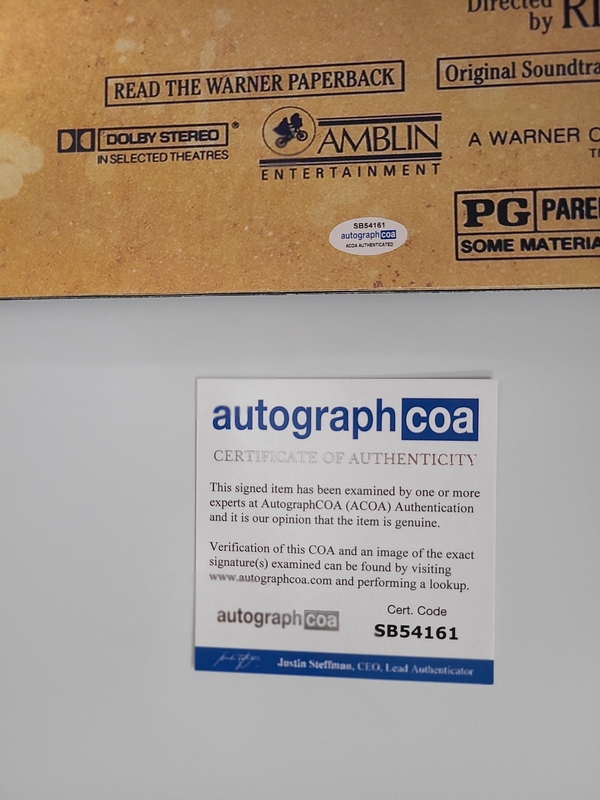 Directed
by RI
READ THE WARNER PAPERBACK
Original Soundtra
DOLBY STEREO®
IN SELECTED THEATRES
AMBLIN
ENTERTAINMENT
A WARNER C
TM
PG PARE
SOME MATERIA
SB54161
autographcoa
ACOA AUTHENTICATED
autographcoa
CERTIFICATE OF AUTHENTICITY
This signed item has been examined by one or more
experts at AutographCOA (ACOA) Authentication
and it is our opinion that the item is genuine.
Verification of this COA and an image of the exact
signature(s) examined can be found by visiting
www.autographcoa.com and performing a lookup.
autographcoa
Cert. Code
SB54161
Justin Steffman, CEO, Lead Authenticator